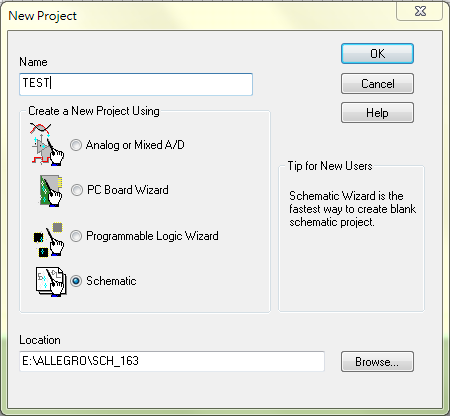 New Project
Name
TEST
OK
Cancel
Help
Create a New Project Using
Analog or Mixed A/D
PC Board Wizard
Programmable Logic Wizard
Schematic
Tip for New Users
Schematic Wizard is the
fastest way to create blank
schematic project.
Location
E:\ALLEGRO\SCH_163
Browse...